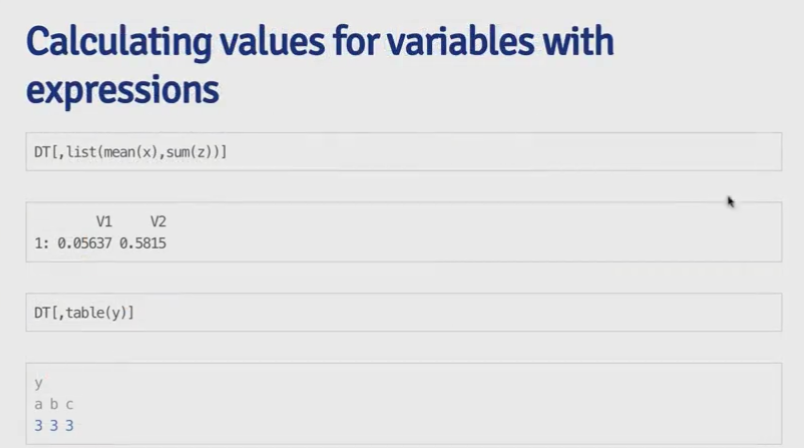 Calculating values for variables with
expressions
DT[,list(mean(x),sum(z))]
V1 V2
1: 0.05637 0.5815
DT[,table(y)]
y
a b c
3 3 3